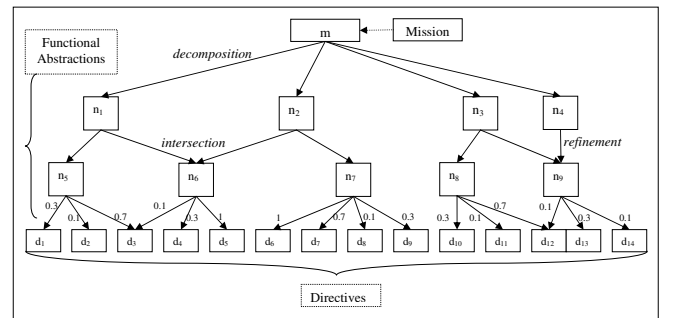 m
Mission
Functional
Abstractions
decomposition
n1
n2
n3
n4
intersection
refinement
n5
n6
n7
n8
n9
0.3
0.1
0.7
0.1
0.3
1
1
0.7
0.1
0.3
0.3
0.1
0.7
0.1
0.3
0.1
d1
d2
d3
d4
d5
d6
d7
d8
d9
d10
d11
d12
d13
d14
Directives